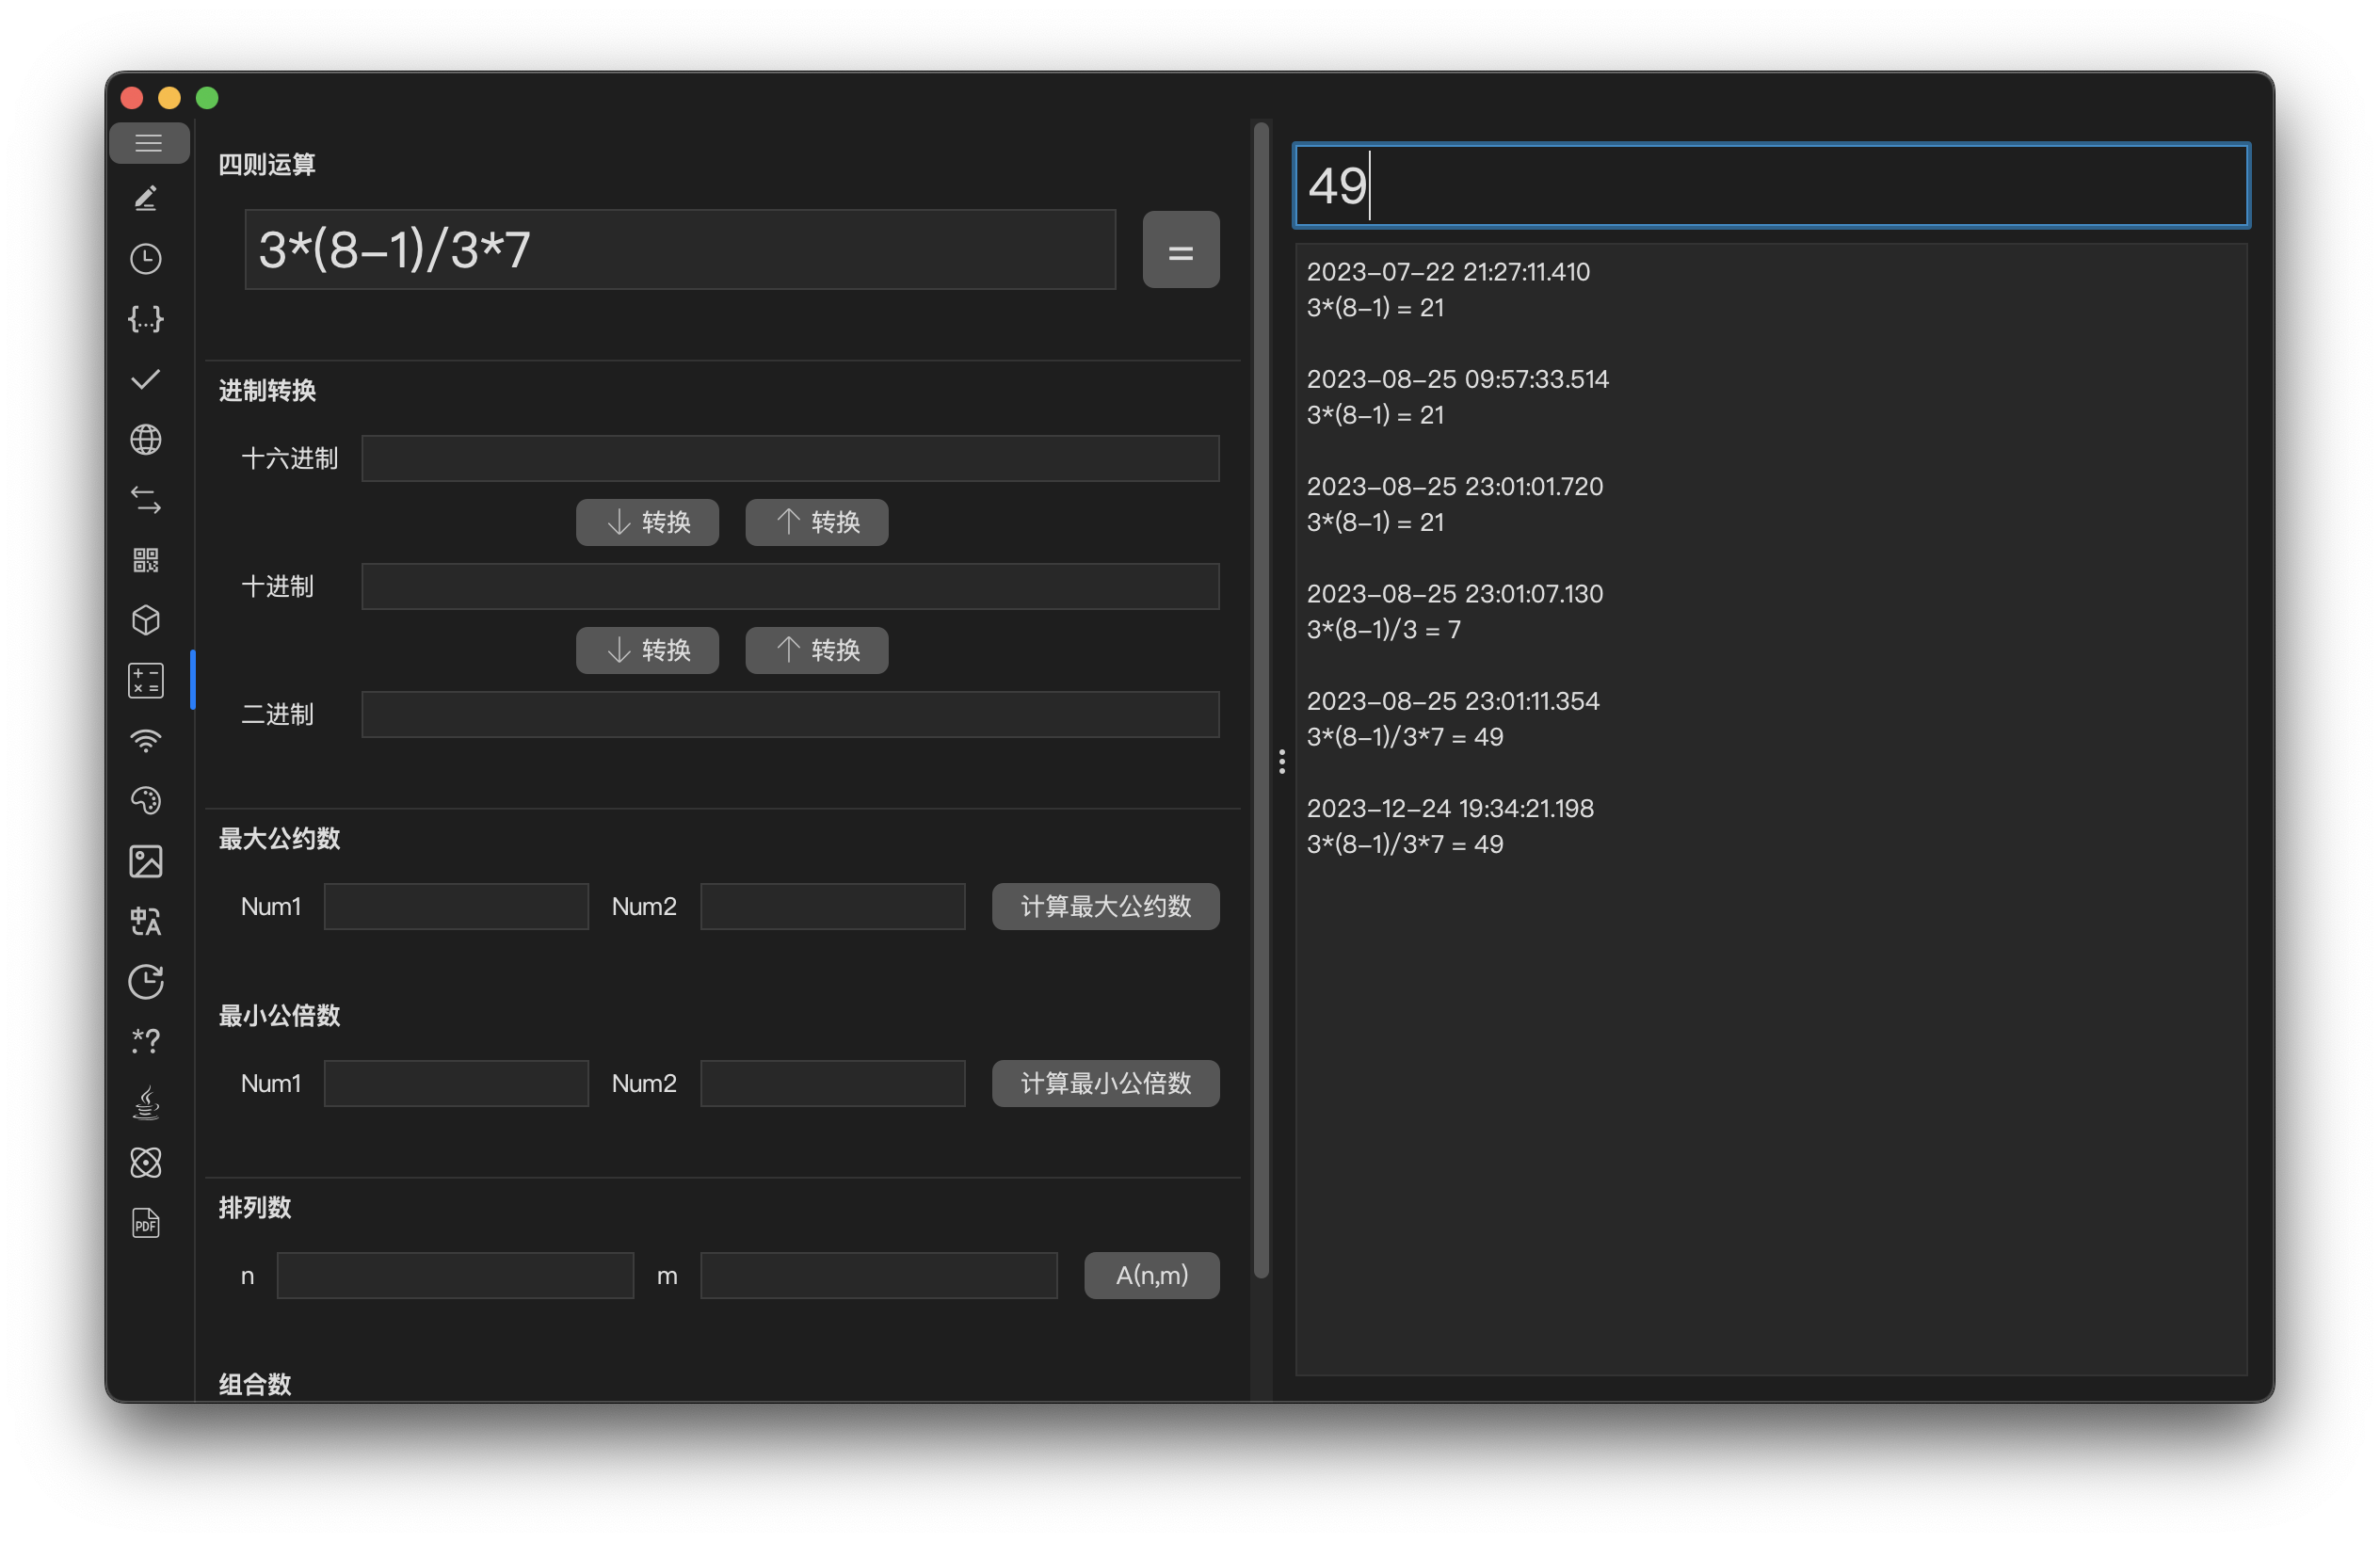 四则运算
3*(8-1)/3*7
=
进制转换
十六进制
↓ 转换 ↑ 转换
十进制
↓ 转换 ↑ 转换
二进制
最大公约数
Num1 Num2 计算最大公约数
最小公倍数
Num1 Num2 计算最小公倍数
排列数
n m A(n,m)
组合数
49
2023-07-22 21:27:11.410
3*(8-1) = 21
2023-08-25 09:57:33.514
3*(8-1) = 21
2023-08-25 23:01:01.720
3*(8-1) = 21
2023-08-25 23:01:07.130
3*(8-1)/3 = 7
2023-08-25 23:01:11.354
3*(8-1)/3*7 = 49
2023-12-24 19:34:21.198
3*(8-1)/3*7 = 49
{...}
+ -
× =
中A
*?
PDF